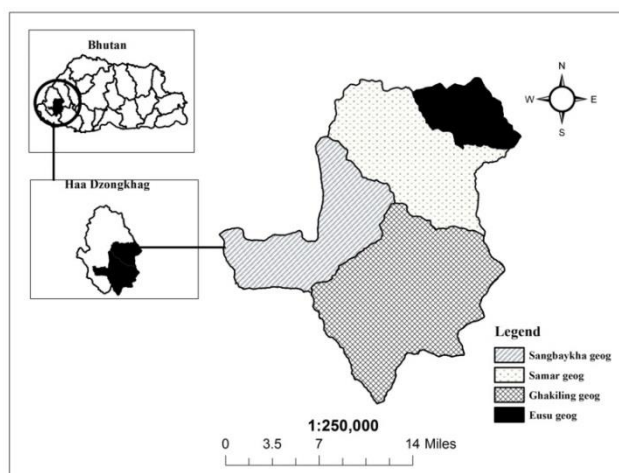 Bhutan
Haa Dzongkhag
N
W E
S
Legend
Sangbaykha geog
Samar geog
Ghakiling geog
Eusu geog
1:250,000
0 3.5 7 14 Miles